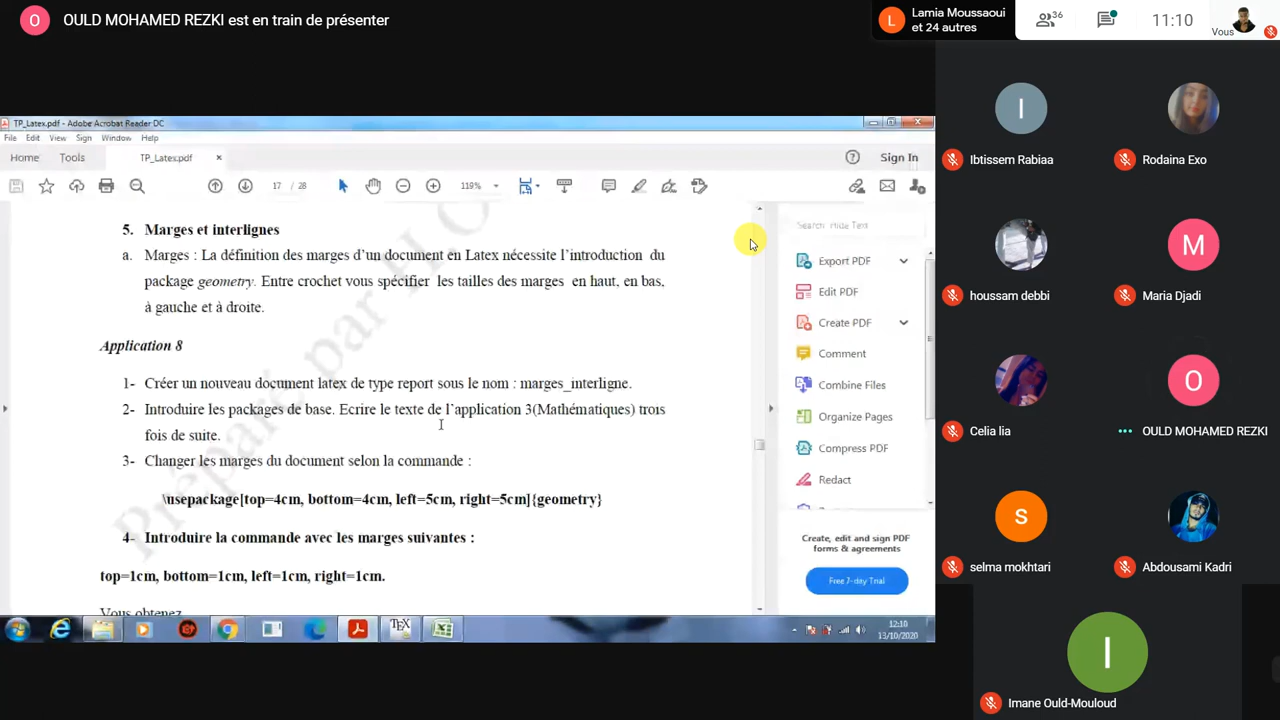 O OULD MOHAMED REZKI est en train de présenter
L Lamia Moussaoui
et 24 autres
36
11:10
Vous
TP_Latex.pdf - Adobe Acrobat Reader DC
File Edit View Sign Window Help
Home Tools TP_Latex.pdf × Sign In
17 / 28 119%
5. Marges et interlignes
a. Marges : La définition des marges d'un document en Latex nécessite l'introduction du
package geometry. Entre crochet vous spécifier les tailles des marges en haut, en bas,
à gauche et à droite.
Application 8
1- Créer un nouveau document latex de type report sous le nom : marges_interligne.
2- Introduire les packages de base. Ecrire le texte de l'application 3(Mathématiques) trois
fois de suite.
3- Changer les marges du document selon la commande :
\usepackage[top=4cm, bottom=4cm, left=5cm, right=5cm]{geometry}
4- Introduire la commande avec les marges suivantes :
top=1cm, bottom=1cm, left=1cm, right=1cm.
Vous obtenez
Préparé par H.O
Search 'Hide Text'
Export PDF
Edit PDF
Create PDF
Comment
Combine Files
Organize Pages
Compress PDF
Redact
Create, edit and sign PDF
forms & agreements
Free 7-day Trial
TEX
12:10
13/10/2020
I
Ibtissem Rabiaa
Rodaina Exo
houssam debbi
M
Maria Djadi
Celia lia
O
OULD MOHAMED REZKI
S
selma mokhtari
Abdousami Kadri
I
Imane Ould-Mouloud